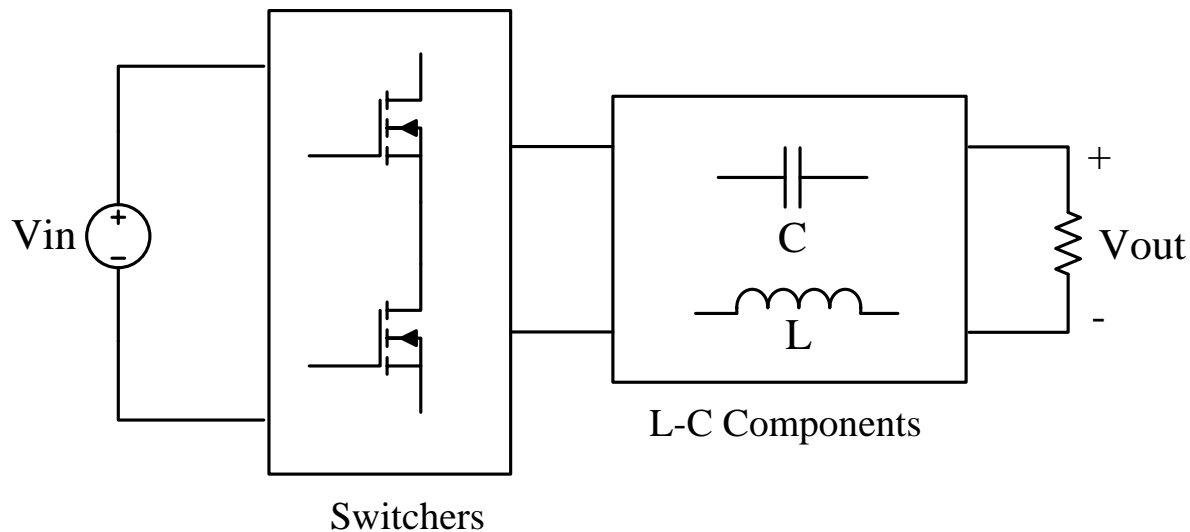 Vin
+
−
C
L
+
Vout
-
L-C Components
Switchers